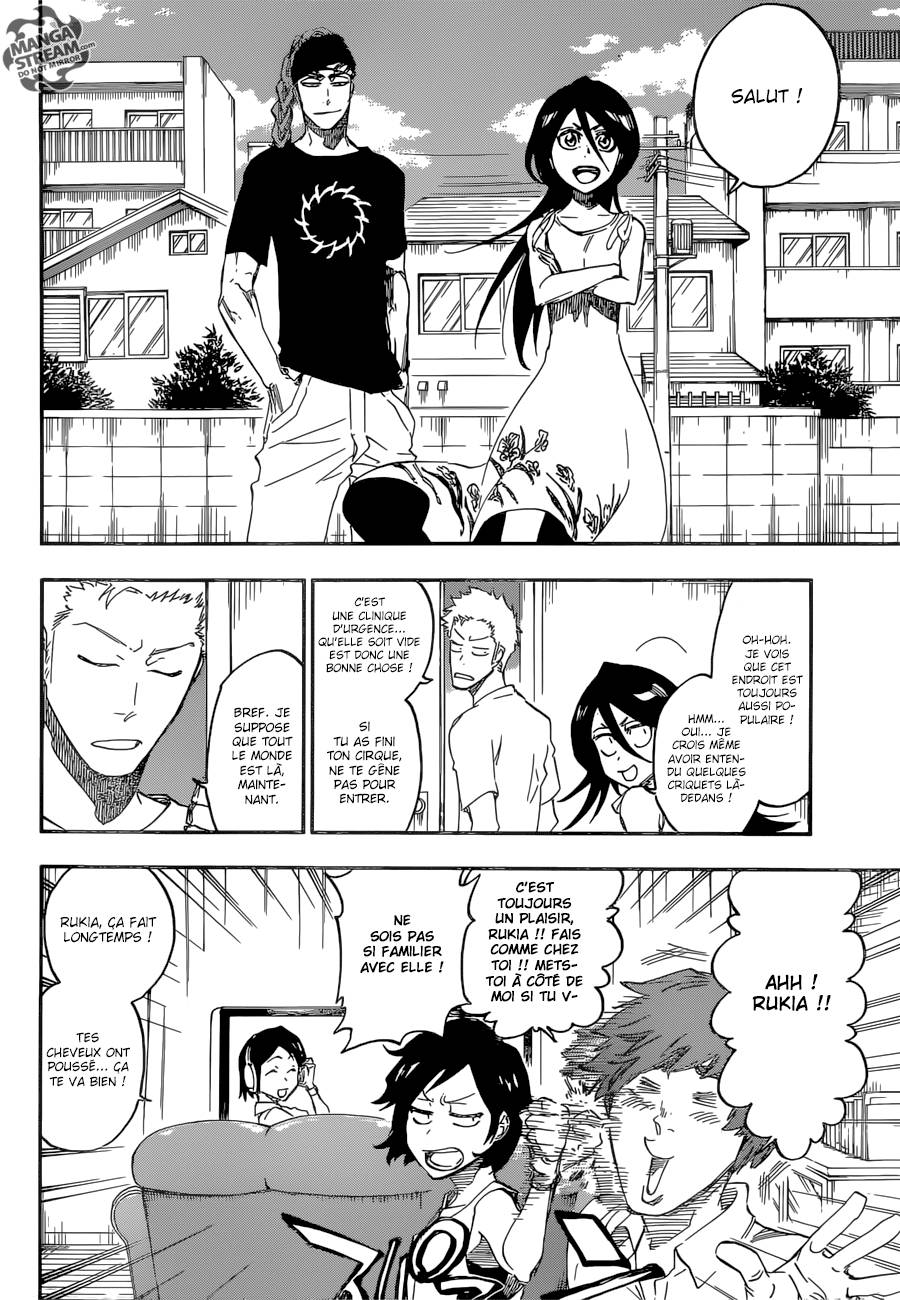 MANGA
STREAM.com
DO NOT MIRROR
SALUT !
OH-HOH.
JE VOIS
QUE CET
ENDROIT EST
TOUJOURS
AUSSI PO-
PULAIRE !
HMM...
OUI... JE
CROIS MÊME
AVOIR ENTEN-
DU QUELQUES
CRIQUETS LÀ-
DEDANS !
C'EST
UNE CLINIQUE
D'URGENCE...
QU'ELLE SOIT VIDE
EST DONC UNE
BONNE CHOSE !
SI
TU AS FINI
TON CIRQUE,
NE TE GÊNE
PAS POUR
ENTRER.
BREF. JE
SUPPOSE
QUE TOUT
LE MONDE
EST LÀ,
MAINTE-
NANT.
AHH !
RUKIA !!
C'EST
TOUJOURS
UN PLAISIR,
RUKIA !! FAIS
COMME CHEZ
TOI !! METS-
TOI À CÔTÉ DE
MOI SI TU V-
NE
SOIS PAS
SI FAMILIER
AVEC ELLE !
RUKIA, ÇA FAIT
LONGTEMPS !
TES
CHEVEUX ONT
POUSSÉ... ÇA
TE VA BIEN !